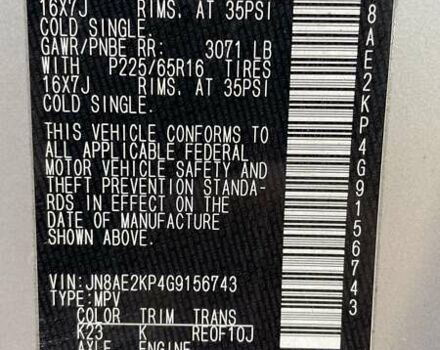 16X7J RIMS. AT 35PSI
COLD SINGLE.
GAWR/PNBE RR: 3071 LB
WITH P225/65R16 TIRES
16X7J RIMS. AT 35PSI
COLD SINGLE.
THIS VEHICLE CONFORMS TO
ALL APPLICABLE FEDERAL
MOTOR VEHICLE SAFETY AND
THEFT PREVENTION STANDA-
RDS IN EFFECT ON THE
DATE OF MANUFACTURE
SHOWN ABOVE.
VIN:JN8AE2KP4G9156743
TYPE:MPV
COLOR TRIM TRANS
K23 K RE0F10J
AXLE ENGINE
8AE2KP4G9156743